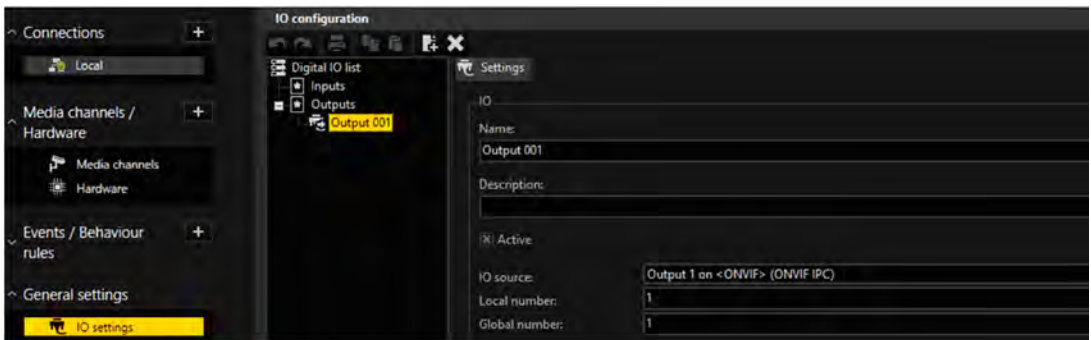 IO configuration
Connections
Local
Media channels /
Hardware
Media channels
Hardware
Events / Behaviour
rules
General settings
IO settings
Digital IO list
Inputs
Outputs
Output 001
Settings
IO
Name:
Output 001
Description:
Active
IO source:
Output 1 on <ONVIF> (ONVIF IPC)
Local number:
1
Global number:
1